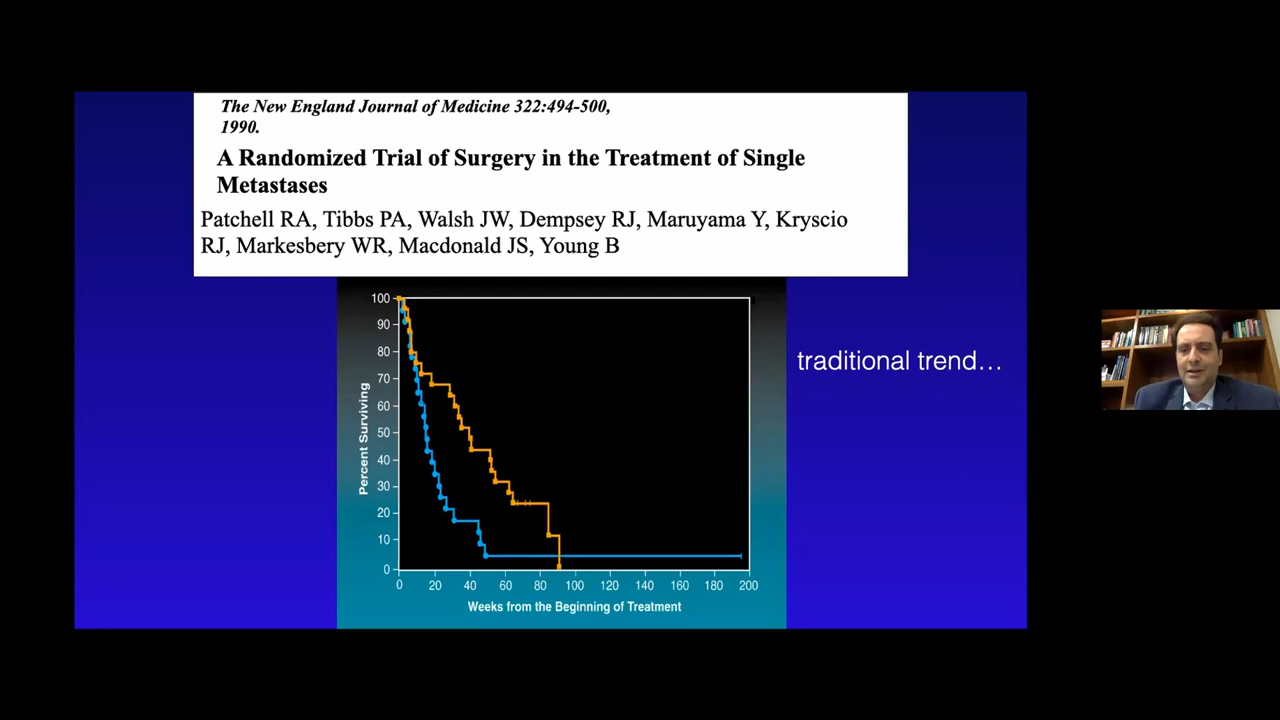 The New England Journal of Medicine 322:494-500,
1990.
A Randomized Trial of Surgery in the Treatment of Single
Metastases
Patchell RA, Tibbs PA, Walsh JW, Dempsey RJ, Maruyama Y, Kryscio
RJ, Markesbery WR, Macdonald JS, Young B
traditional trend…
Percent Surviving
100
90
80
70
60
50
40
30
20
10
0
0 20 40 60 80 100 120 140 160 180 200
Weeks from the Beginning of Treatment